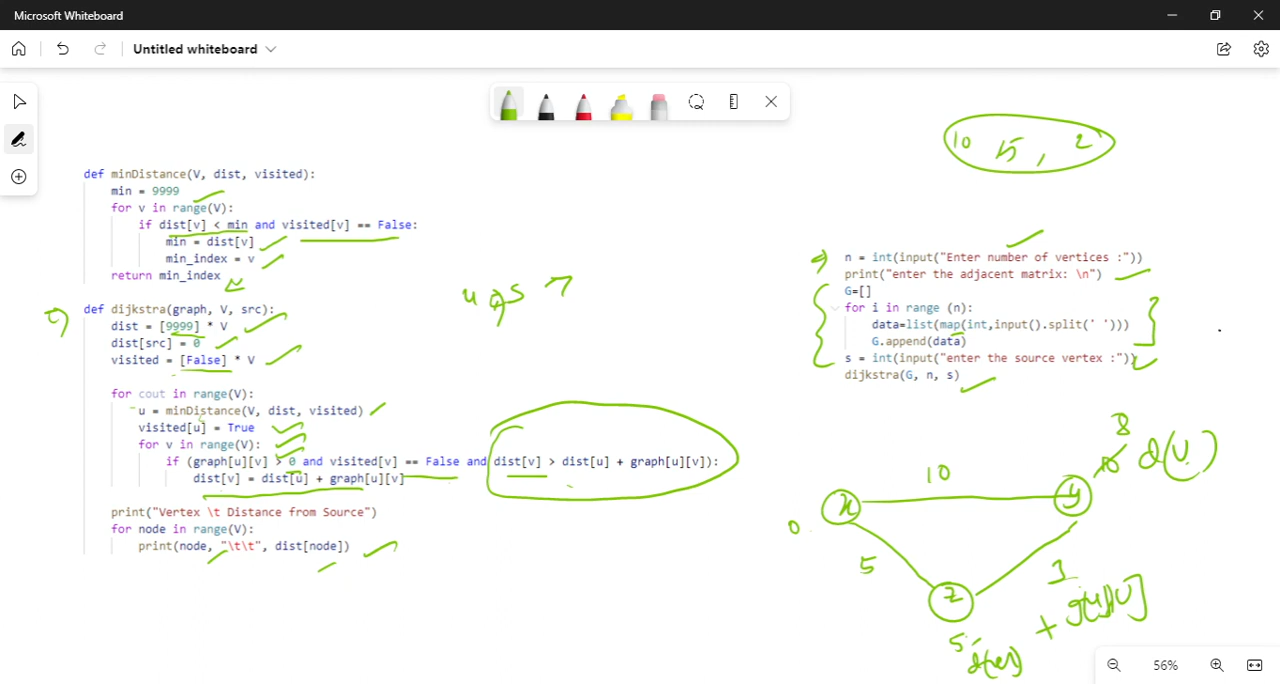 Microsoft Whiteboard
Untitled whiteboard
def minDistance(V, dist, visited):
min = 9999
for v in range(V):
if dist[v] < min and visited[v] == False:
min = dist[v]
min_index = v
return min_index
def dijkstra(graph, V, src):
dist = [9999] * V
dist[src] = 0
visited = [False] * V
for cout in range(V):
u = minDistance(V, dist, visited)
visited[u] = True
for v in range(V):
if (graph[u][v] > 0 and visited[v] == False and dist[v] > dist[u] + graph[u][v]):
dist[v] = dist[u] + graph[u][v]
print("Vertex \t Distance from Source")
for node in range(V):
print(node, "\t\t", dist[node])
10 15, 2
n = int(input("Enter number of vertices :"))
print("enter the adjacent matrix: \n")
G=[]
for i in range (n):
data=list(map(int,input().split(' ')))
G.append(data)
s = int(input("enter the source vertex :"))
dijkstra(G, n, s)
8
d(v)
10
x
y
0
5
z
5
+
56%